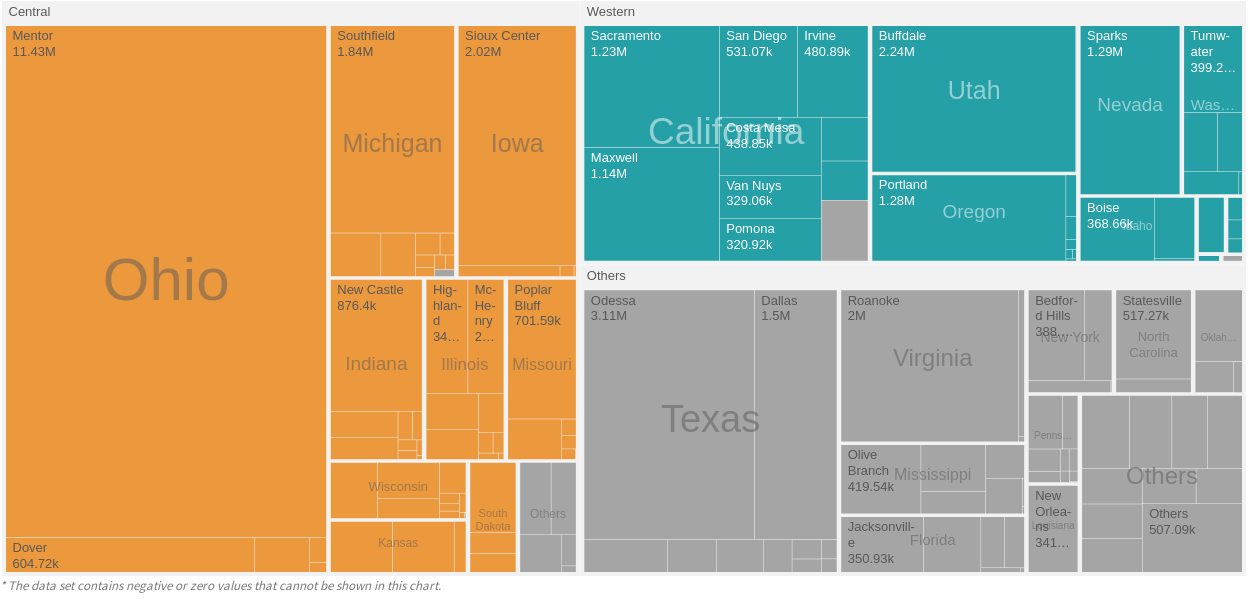 Central
Mentor
11.43M
Ohio
Dover
604.72k
Southfield
1.84M
Michigan
Sioux Center
2.02M
Iowa
New Castle
876.4k
Indiana
Hig-
hlan-
d
34…
Mc-
He-
nry
2…
Illinois
Poplar
Bluff
701.59k
Missouri
Wisconsin
Kansas
South
Dakota
Others
Western
Sacramento
1.23M
San Diego
531.07k
Irvine
480.89k
California
Costa Mesa
438.85k
Maxwell
1.14M
Van Nuys
329.06k
Pomona
320.92k
Buffdale
2.24M
Utah
Portland
1.28M
Oregon
Sparks
1.29M
Nevada
Tumw-
ater
399.2…
Was…
Boise
368.66k
Idaho
Others
Odessa
3.11M
Dallas
1.5M
Texas
Roanoke
2M
Virginia
Olive
Branch
419.54k
Mississippi
Jacksonvill-
e
350.93k
Florida
Bedfor-
d Hills
388…
New York
Statesville
517.27k
North
Carolina
Oklah…
Penns…
New
Orlea-
ns
341…
Louisiana
Others
Others
507.09k
* The data set contains negative or zero values that cannot be shown in this chart.